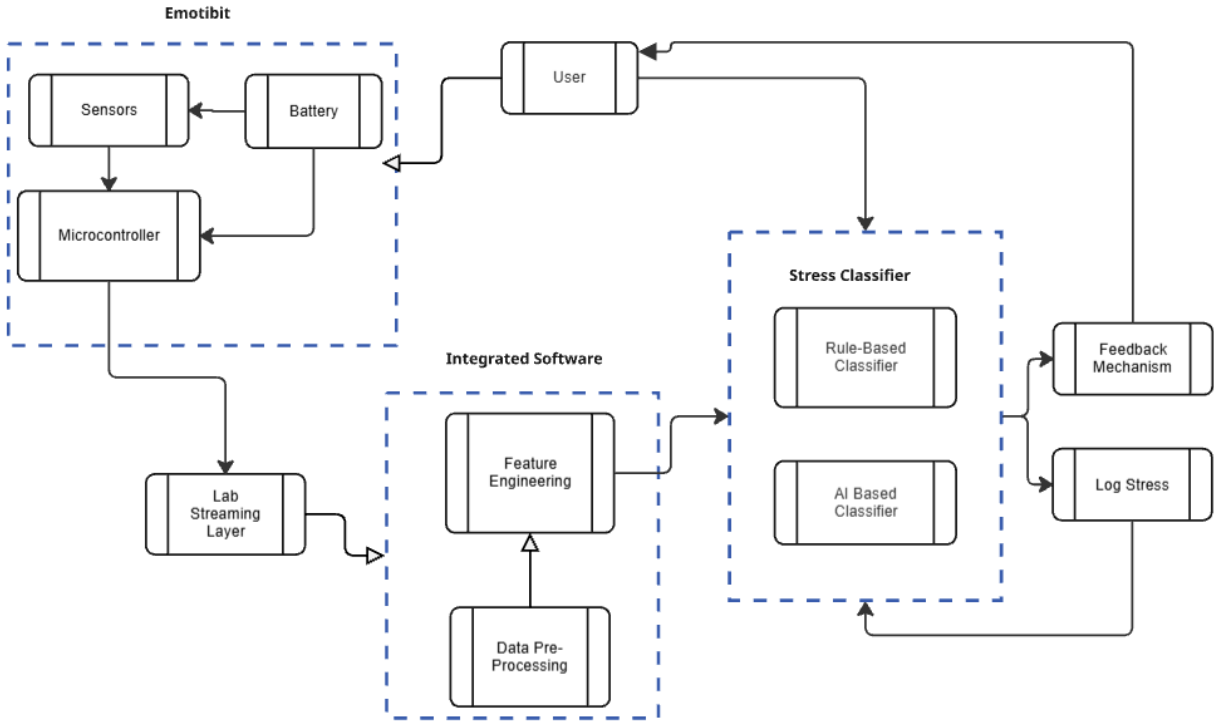 Emotibit
Sensors
Battery
User
Microcontroller
Stress Classifier
Rule-Based
Classifier
Feedback
Mechanism
Integrated Software
Feature
Engineering
Log Stress
AI Based
Classifier
Lab
Streaming
Layer
Data Pre-
Processing